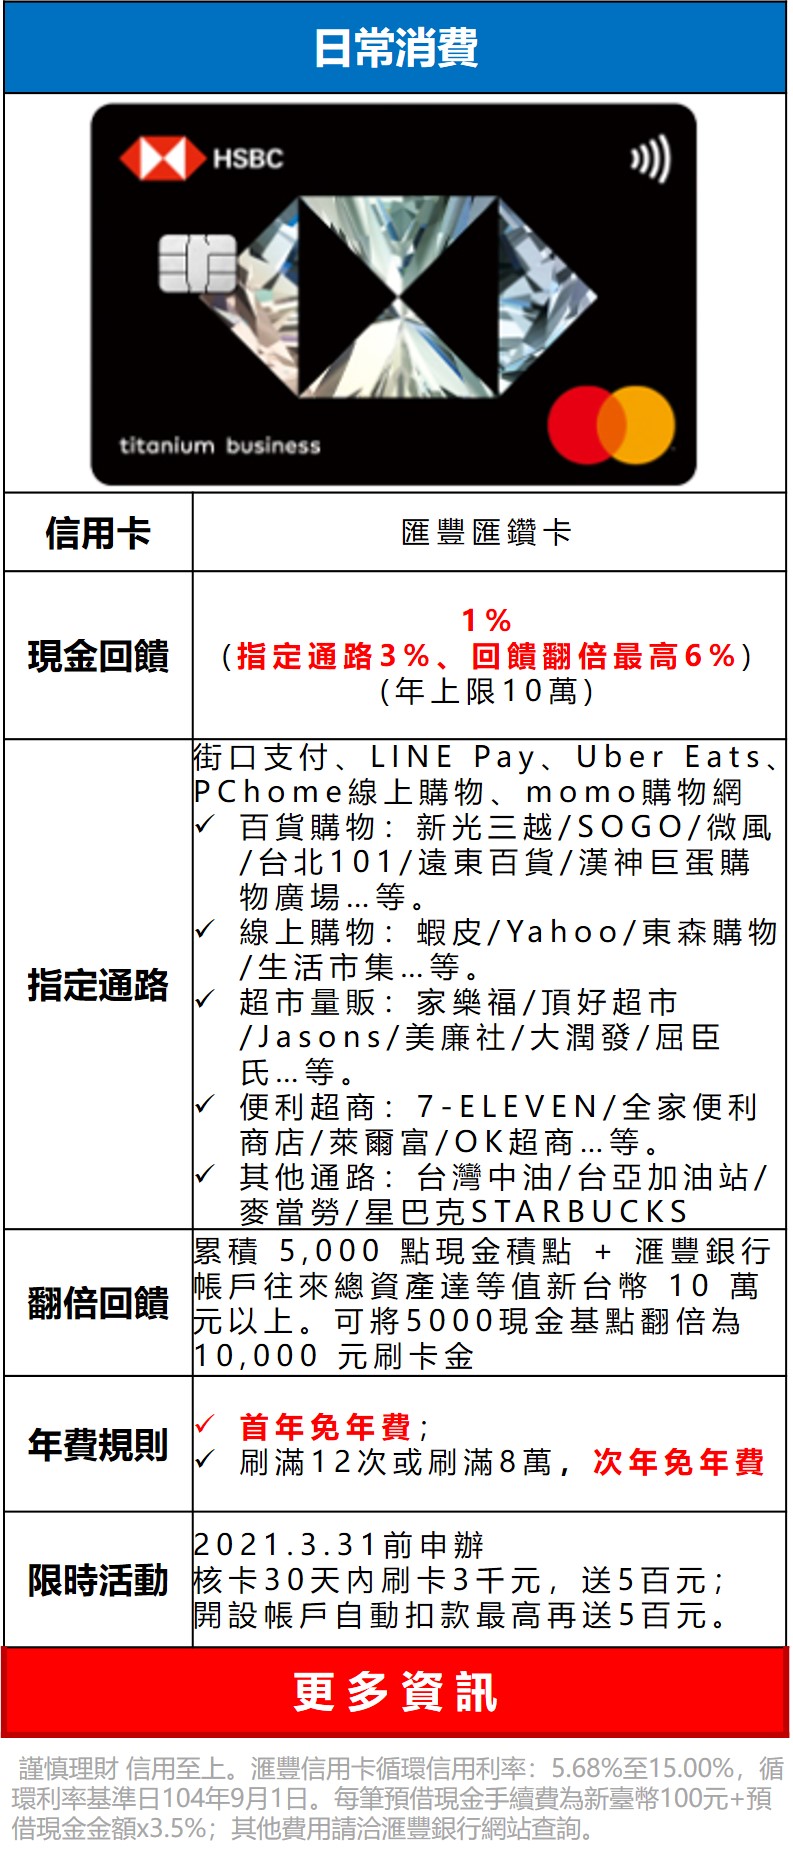 日常消費
HSBC
titanium business
信用卡
匯豐匯鑽卡
現金回饋
1%
(指定通路3%、回饋翻倍最高6%)
(年上限10萬)
指定通路
街口支付、LINE Pay、Uber Eats、
PChome線上購物、momo購物網
✓ 百貨購物：新光三越/SOGO/微風
/台北101/遠東百貨/漢神巨蛋購
物廣場...等。
✓ 線上購物：蝦皮/Yahoo/東森購物
/生活市集...等。
✓ 超市量販：家樂福/頂好超市
/Jasons/美廉社/大潤發/屈臣
氏...等。
✓ 便利超商：7-ELEVEN/全家便利
商店/萊爾富/OK超商...等。
✓ 其他通路：台灣中油/台亞加油站/
麥當勞/星巴克STARBUCKS
翻倍回饋
累積 5,000 點現金積點 + 滙豐銀行
帳戶往來總資產達等值新台幣 10 萬
元以上。可將5000現金基點翻倍為
10,000 元刷卡金
年費規則
✓ 首年免年費；
✓ 刷滿12次或刷滿8萬，次年免年費
限時活動
2021.3.31前申辦
核卡30天內刷卡3千元，送5百元；
開設帳戶自動扣款最高再送5百元。
更多資訊
謹慎理財 信用至上。滙豐信用卡循環信用利率：5.68%至15.00%，循
環利率基準日104年9月1日。每筆預借現金手續費為新臺幣100元+預
借現金金額x3.5%；其他費用請洽滙豐銀行網站查詢。